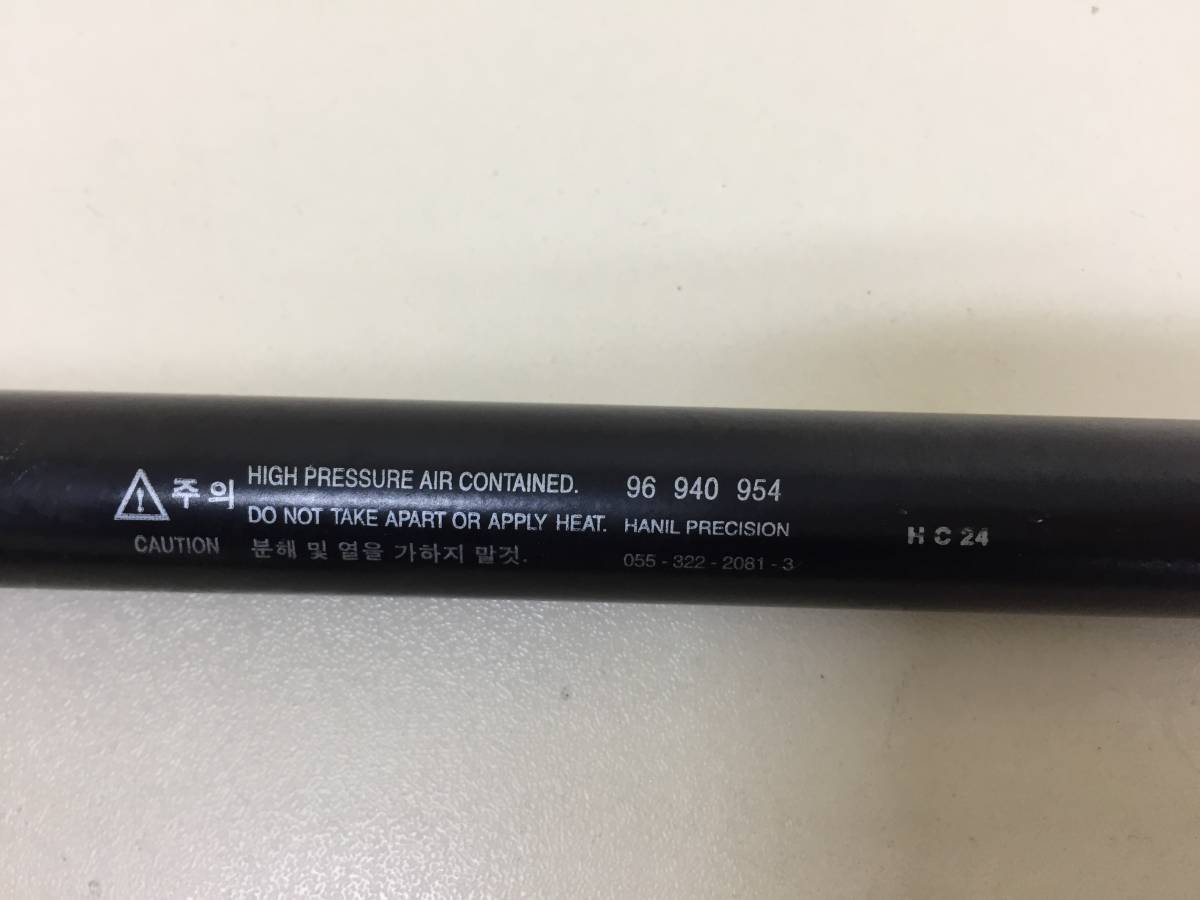 주의
CAUTION
HIGH PRESSURE AIR CONTAINED.
DO NOT TAKE APART OR APPLY HEAT.
분해 및 열을 가하지 말것.
96 940 954
HANIL PRECISION
055-322-2081-3
H C 24